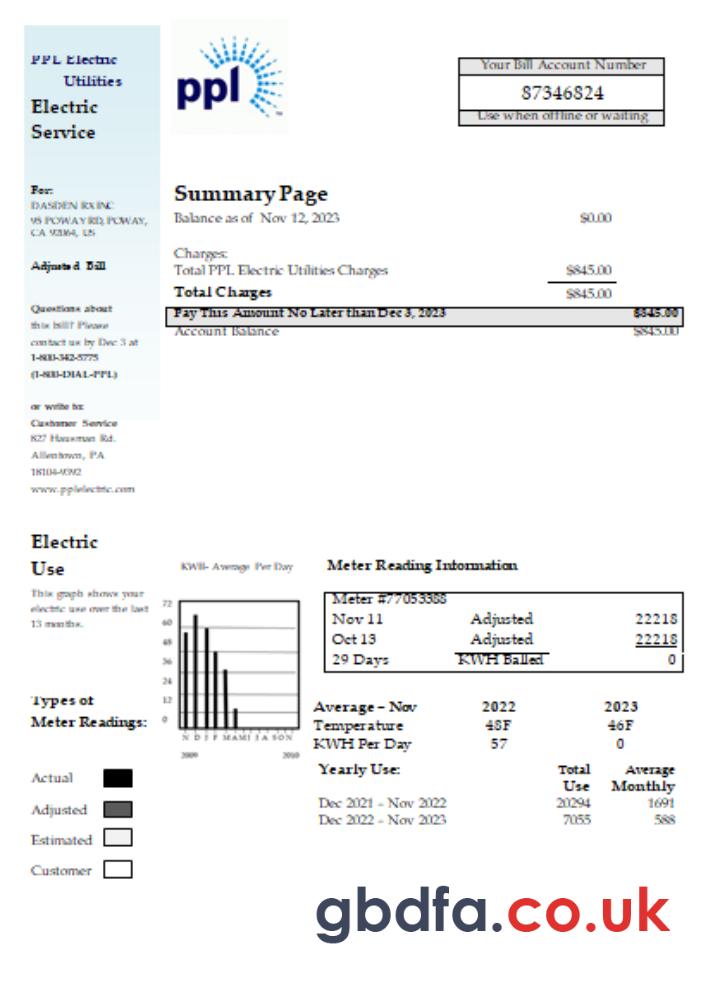 PPL Electric
Utilities
Electric
Service
ppl
Your Bill Account Number
87346824
Use when offline or waiting
For:
DASDEN RX INC
95 POWAY RD, POWAY,
CA 92064, US
Adjusted Bill
Questions about
this bill? Please
contact us by Dec 3 at
1-800-342-5775
(1-800-DIAL-PPL)
or write to:
Customer Service
827 Hausman Rd.
Allentown, PA
18104-9392
www.pplelectric.com
Summary Page
Balance as of Nov 12, 2023 $0.00
Charges:
Total PPL Electric Utilities Charges $845.00
Total Charges $845.00
Pay This Amount No Later than Dec 3, 2023 $845.00
Account Balance $845.00
Electric
Use
This graph shows your
electric use over the last
13 months.
Types of
Meter Readings:
Actual
Adjusted
Estimated
Customer
KWH- Average Per Day
72
60
48
36
24
12
0
N D J F M A M J J A S O N
2009 2010
Meter Reading Information
Meter #77053388
Nov 11 Adjusted 22218
Oct 13 Adjusted 22218
29 Days KWH Balled 0
Average – Nov 2022 2023
Temperature 48F 46F
KWH Per Day 57 0
Yearly Use: Total Average
Use Monthly
Dec 2021 – Nov 2022 20294 1691
Dec 2022 – Nov 2023 7055 588
gbdfa.co.uk